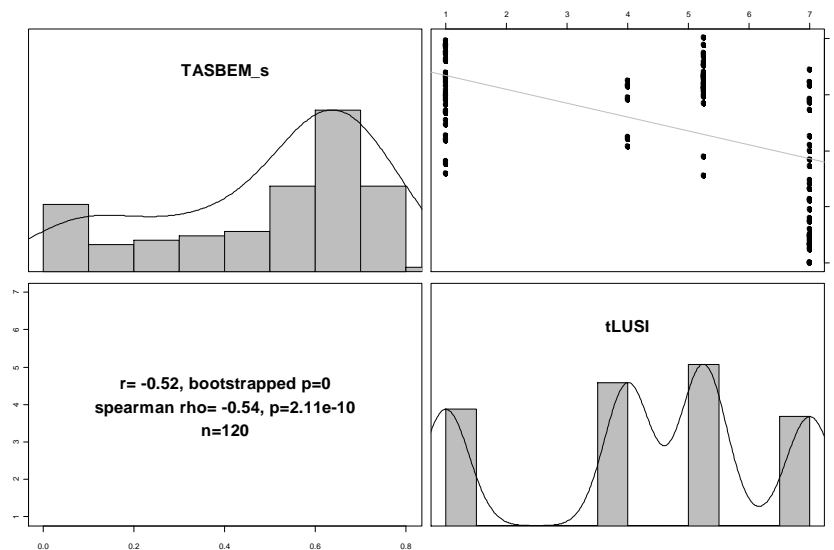 1 2 3 4 5 6 7
TASBEM_s
7
6
5
4
3
2
1
tLUSI
r= -0.52, bootstrapped p=0
spearman rho= -0.54, p=2.11e-10
n=120
0.0 0.2 0.4 0.6 0.8